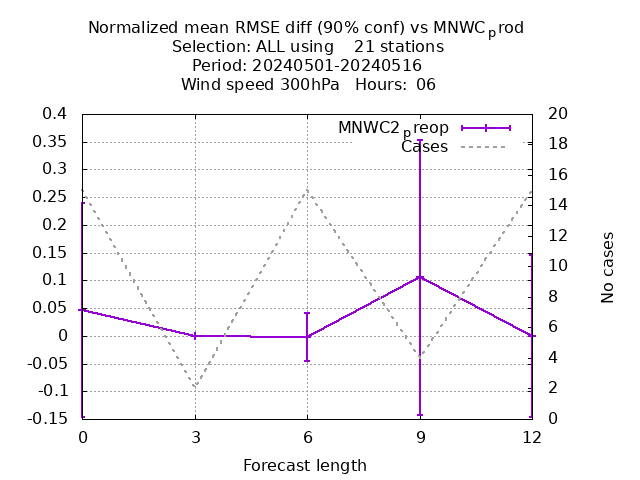 Normalized mean RMSE diff (90% conf) vs MNWCprod
Selection: ALL using    21 stations
Period: 20240501-20240516
Wind speed 300hPa   Hours:  06
MNWC2preop
Cases
0.4
0.35
0.3
0.25
0.2
0.15
0.1
0.05
0
-0.05
-0.1
-0.15
20
18
16
14
12
10
8
6
4
2
0
No cases
0 3 6 9 12
Forecast length